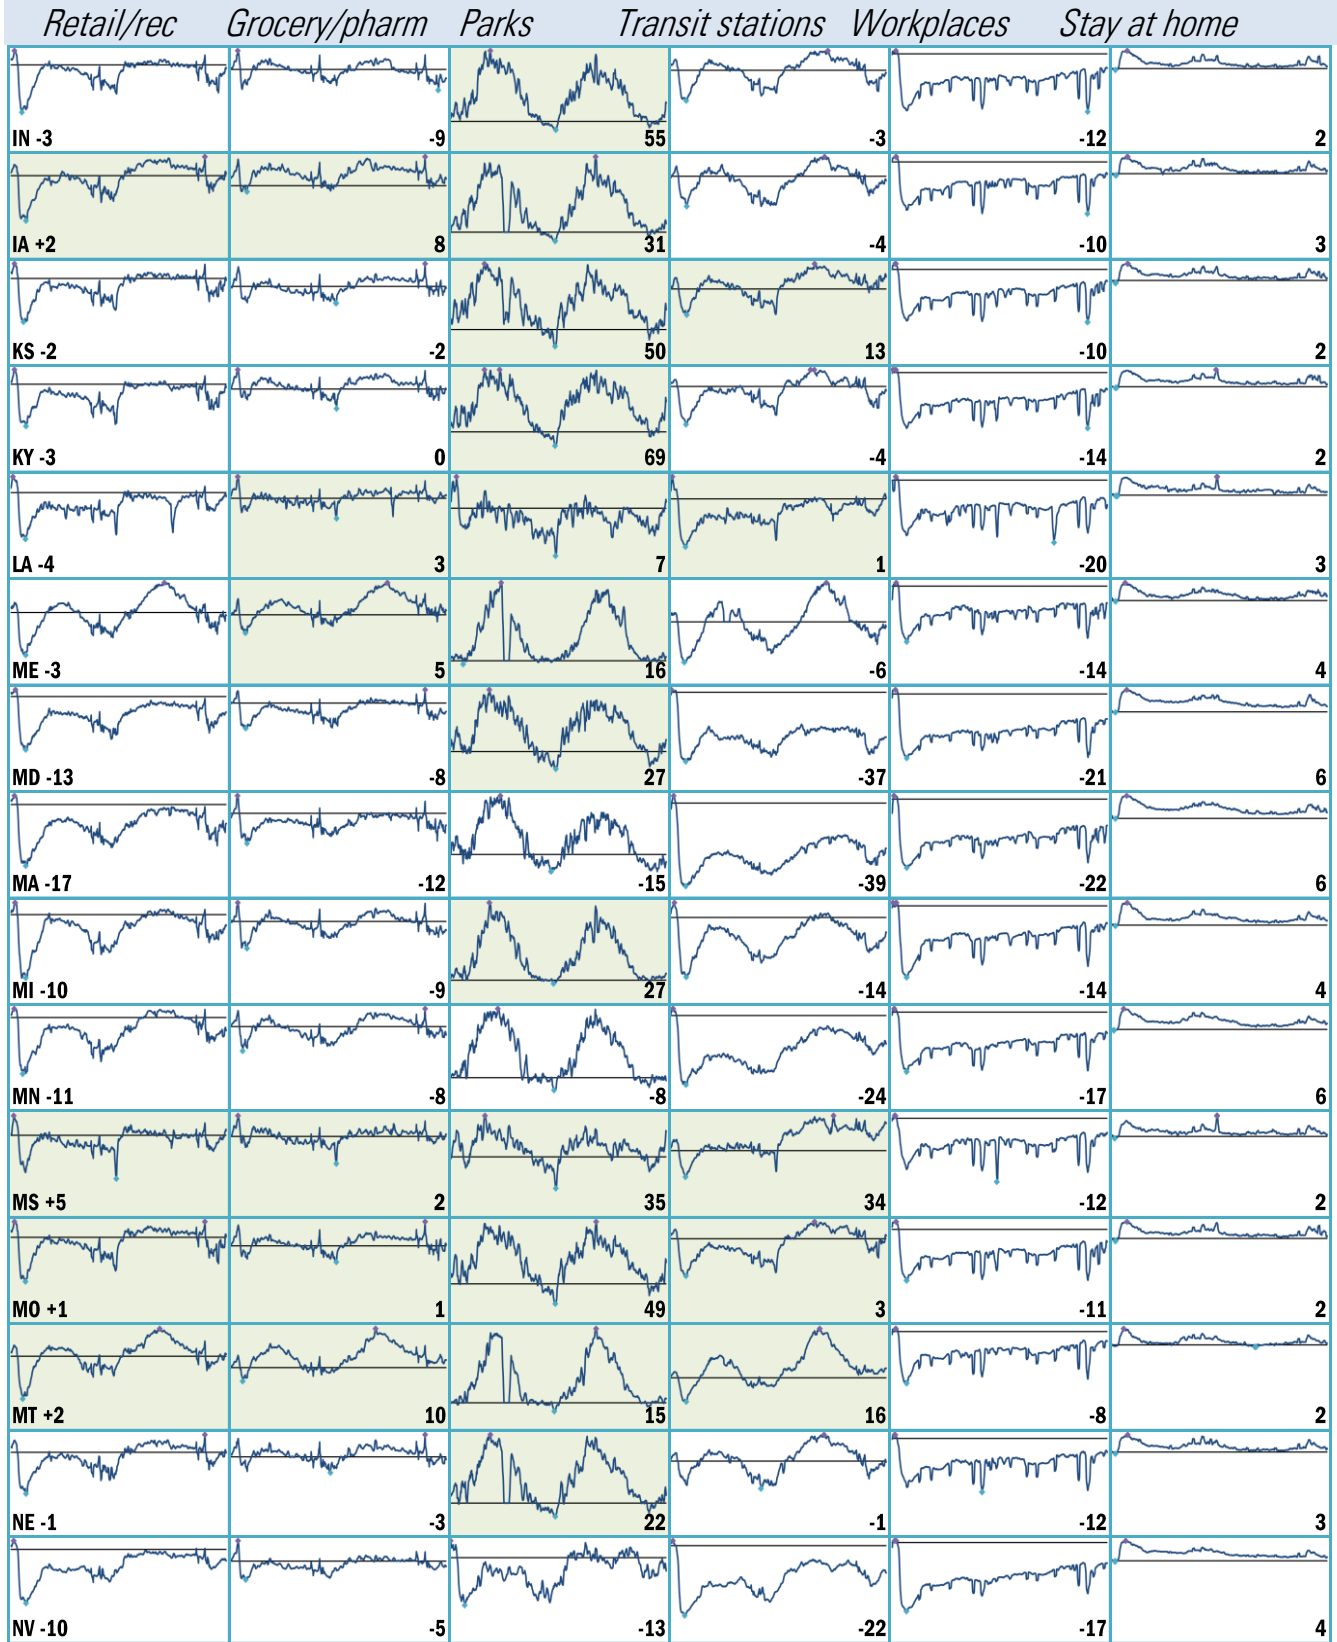 Retail/rec Grocery/pharm Parks Transit stations Workplaces Stay at home
IN -3 -9 55 -3 -12 2
IA +2 8 31 -4 -10 3
KS -2 -2 50 13 -10 2
KY -3 0 69 -4 -14 2
LA -4 3 7 1 -20 3
ME -3 5 16 -6 -14 4
MD -13 -8 27 -37 -21 6
MA -17 -12 -15 -39 -22 6
MI -10 -9 27 -14 -14 4
MN -11 -8 -8 -24 -17 6
MS +5 2 35 34 -12 2
MO +1 1 49 3 -11 2
MT +2 10 15 16 -8 2
NE -1 -3 22 -1 -12 3
NV -10 -5 -13 -22 -17 4